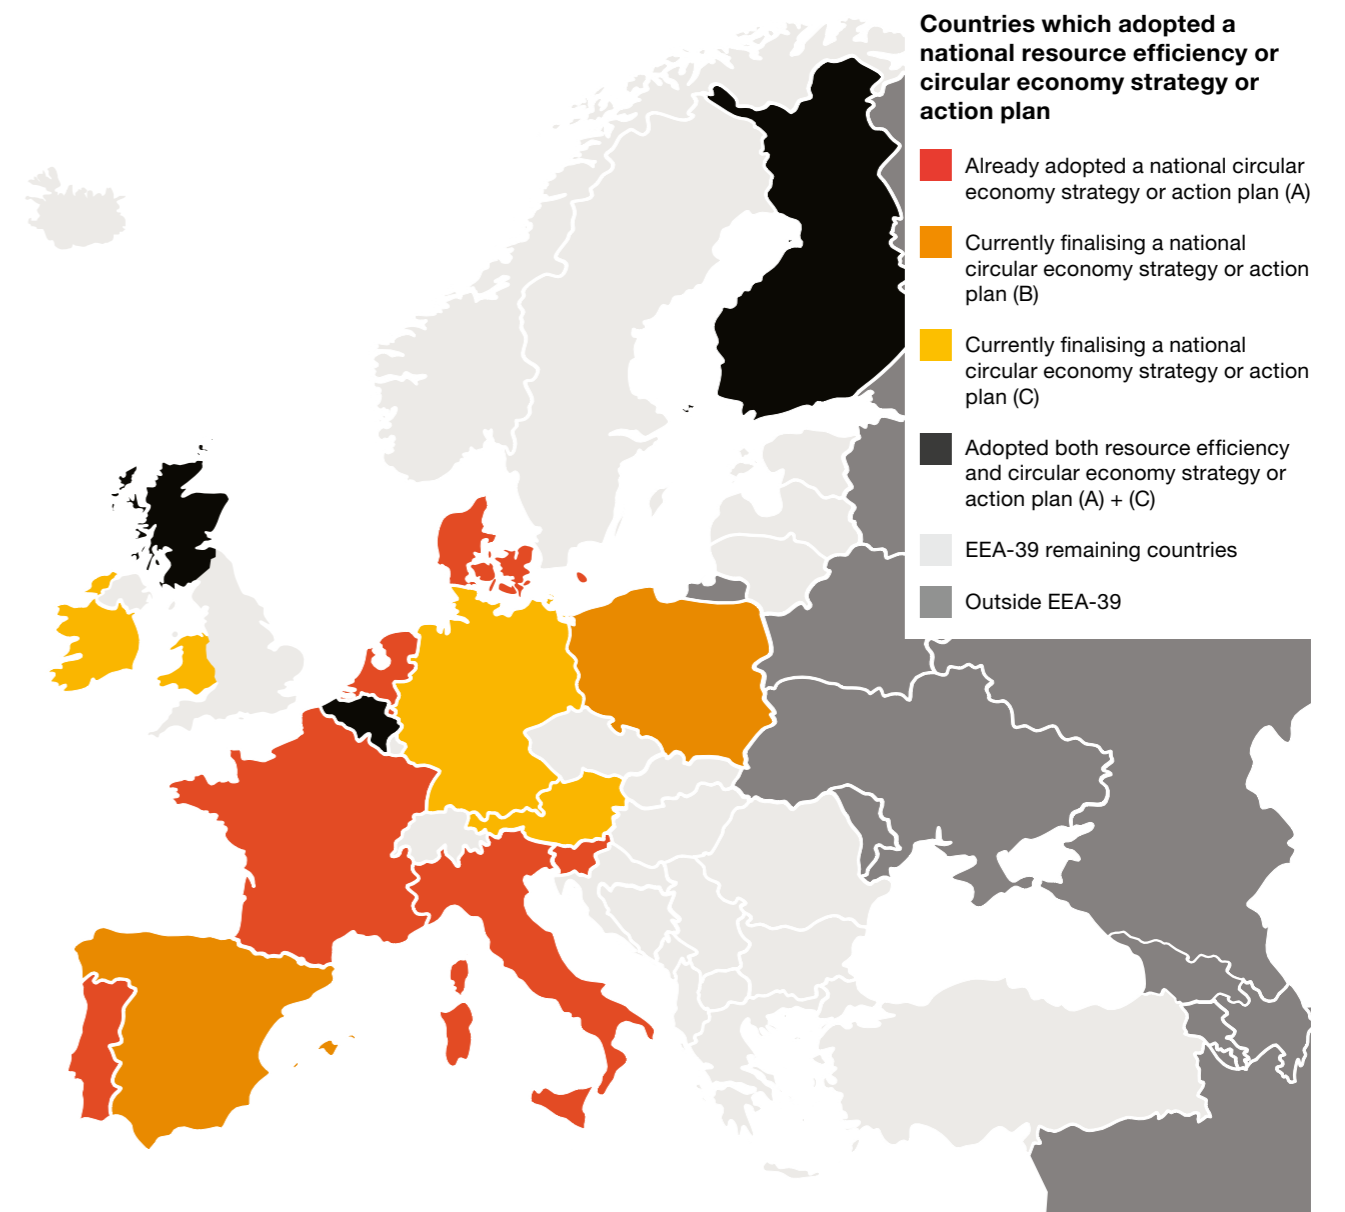 Countries which adopted a
national resource efficiency or
circular economy strategy or
action plan
Already adopted a national circular
economy strategy or action plan (A)
Currently finalising a national
circular economy strategy or action
plan (B)
Currently finalising a national
circular economy strategy or action
plan (C)
Adopted both resource efficiency
and circular economy strategy or
action plan (A) + (C)
EEA-39 remaining countries
Outside EEA-39